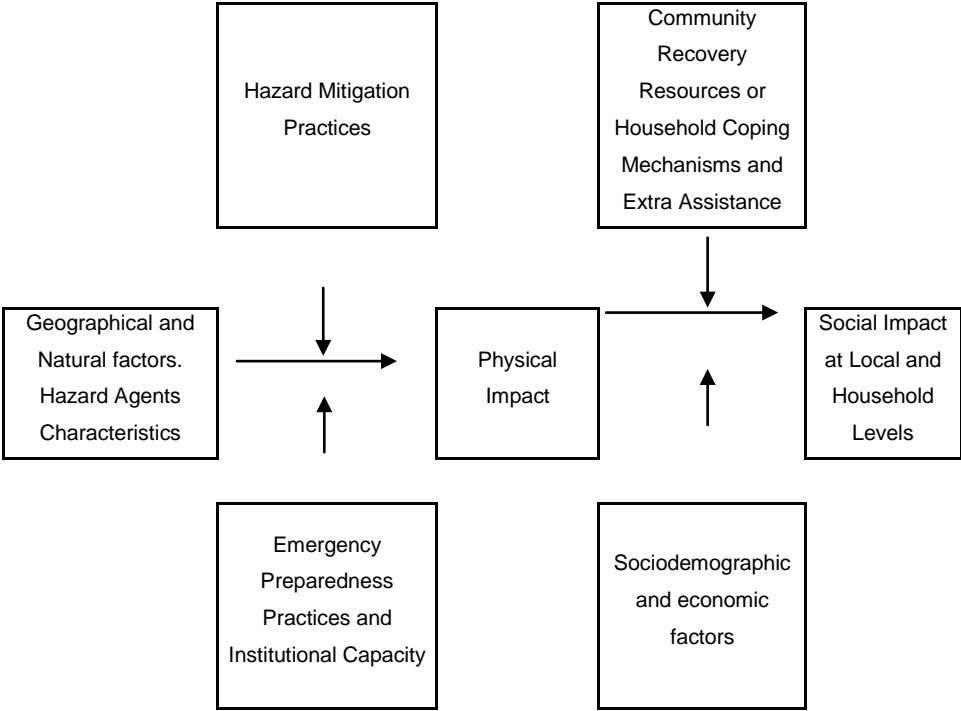 Hazard Mitigation
Practices
Community
Recovery
Resources or
Household Coping
Mechanisms and
Extra Assistance
Geographical and
Natural factors.
Hazard Agents
Characteristics
Physical
Impact
Social Impact
at Local and
Household
Levels
Emergency
Preparedness
Practices and
Institutional Capacity
Sociodemographic
and economic
factors